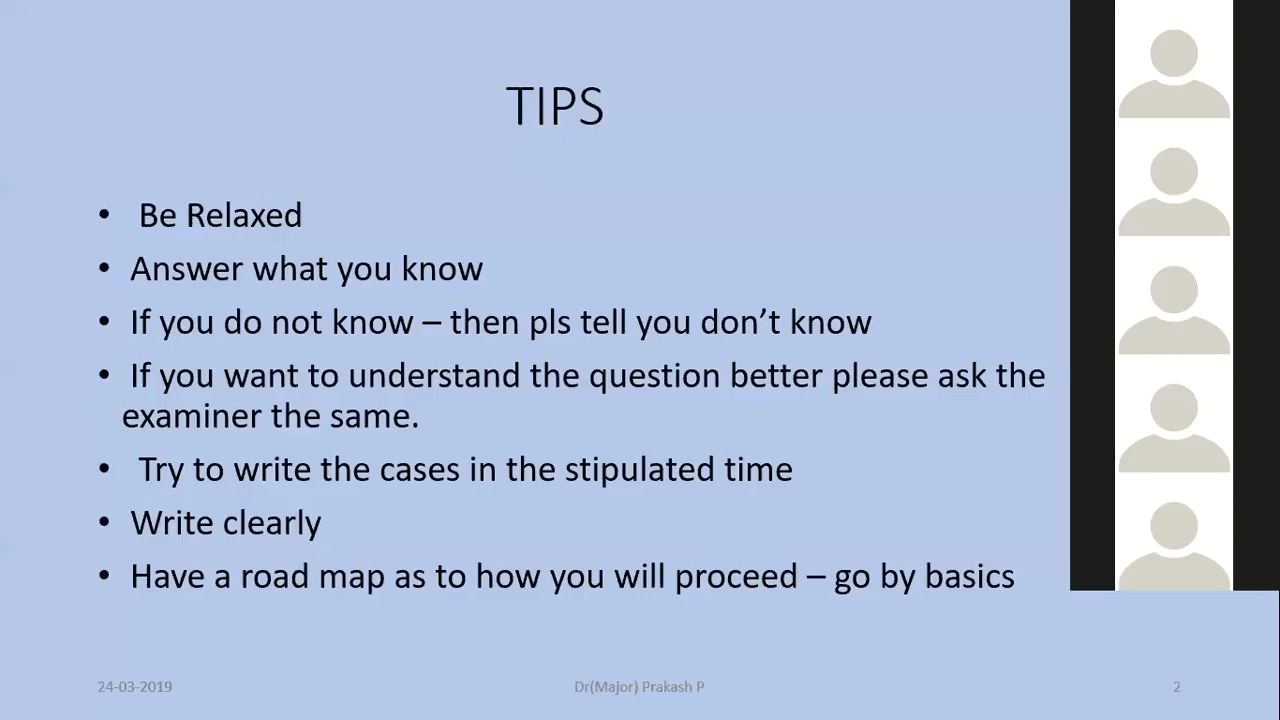 TIPS
• Be Relaxed
• Answer what you know
• If you do not know – then pls tell you don’t know
• If you want to understand the question better please ask the
examiner the same.
• Try to write the cases in the stipulated time
• Write clearly
• Have a road map as to how you will proceed – go by basics
24-03-2019
Dr(Major) Prakash P
2